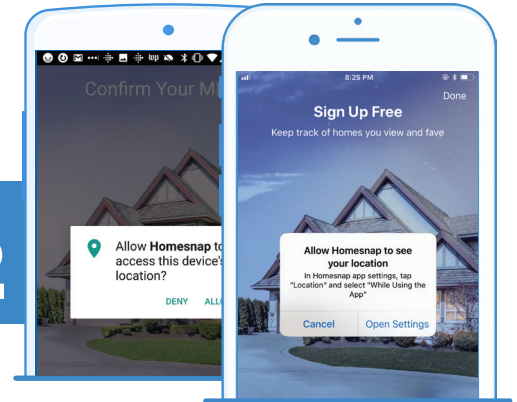 Confirm Your
Allow Homesnap to
access this device's
location?
DENY
8:25 PM
Done
Sign Up Free
Keep track of homes you view and fave
Allow Homesnap to see
your location
In Homesnap app settings, tap
"Location" and select "While Using the
App"
Cancel Open Settings